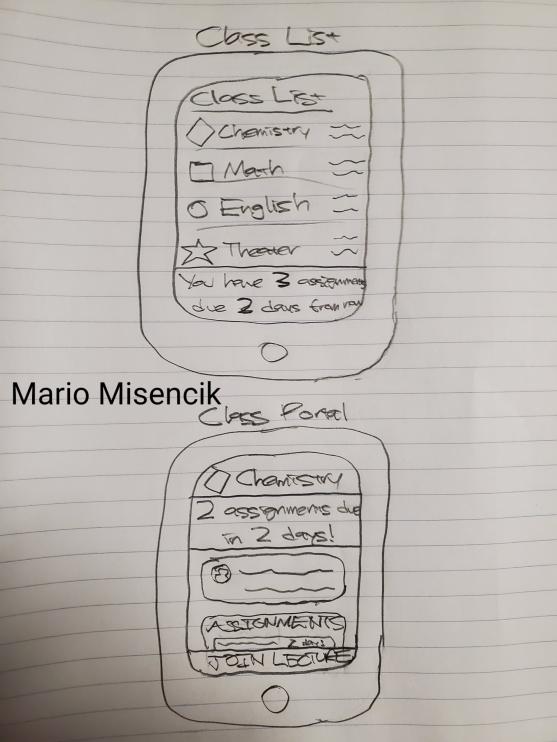 Class List
Class List
Chemistry
Math
English
Theater
You have 3 assignments
due 2 days from now
Mario Misencik
Class Portal
Chemistry
2 assignments due
in 2 days!
ASSIGNMENTS
2 days
JOIN LECTURE